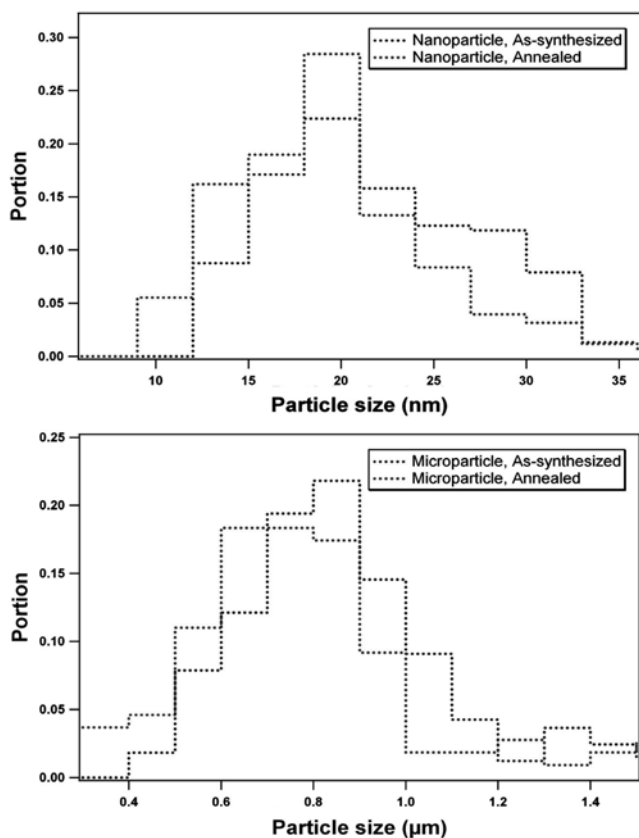 0.30
0.25
0.20
0.15
0.10
0.05
0.00
Portion
Nanoparticle, As-synthesized
Nanoparticle, Annealed
10 15 20 25 30 35
Particle size (nm)
0.25
0.20
0.15
0.10
0.05
0.00
Portion
Microparticle, As-synthesized
Microparticle, Annealed
0.4 0.6 0.8 1.0 1.2 1.4
Particle size (µm)